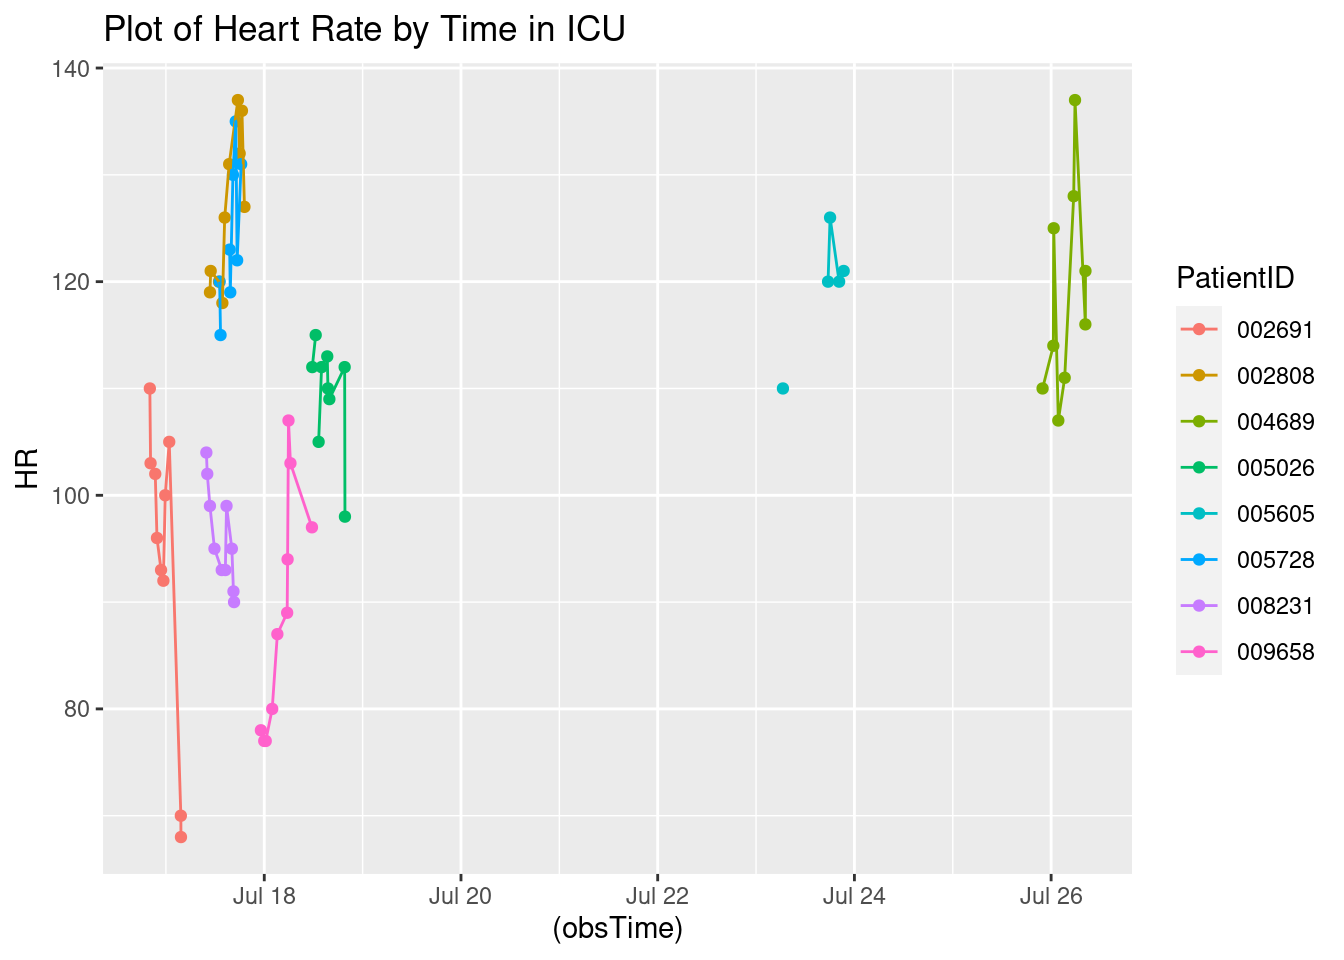 Plot of Heart Rate by Time in ICU
140
120
100
80
HR
Jul 18
Jul 20
Jul 22
Jul 24
Jul 26
(obsTime)
PatientID
002691
002808
004689
005026
005605
005728
008231
009658